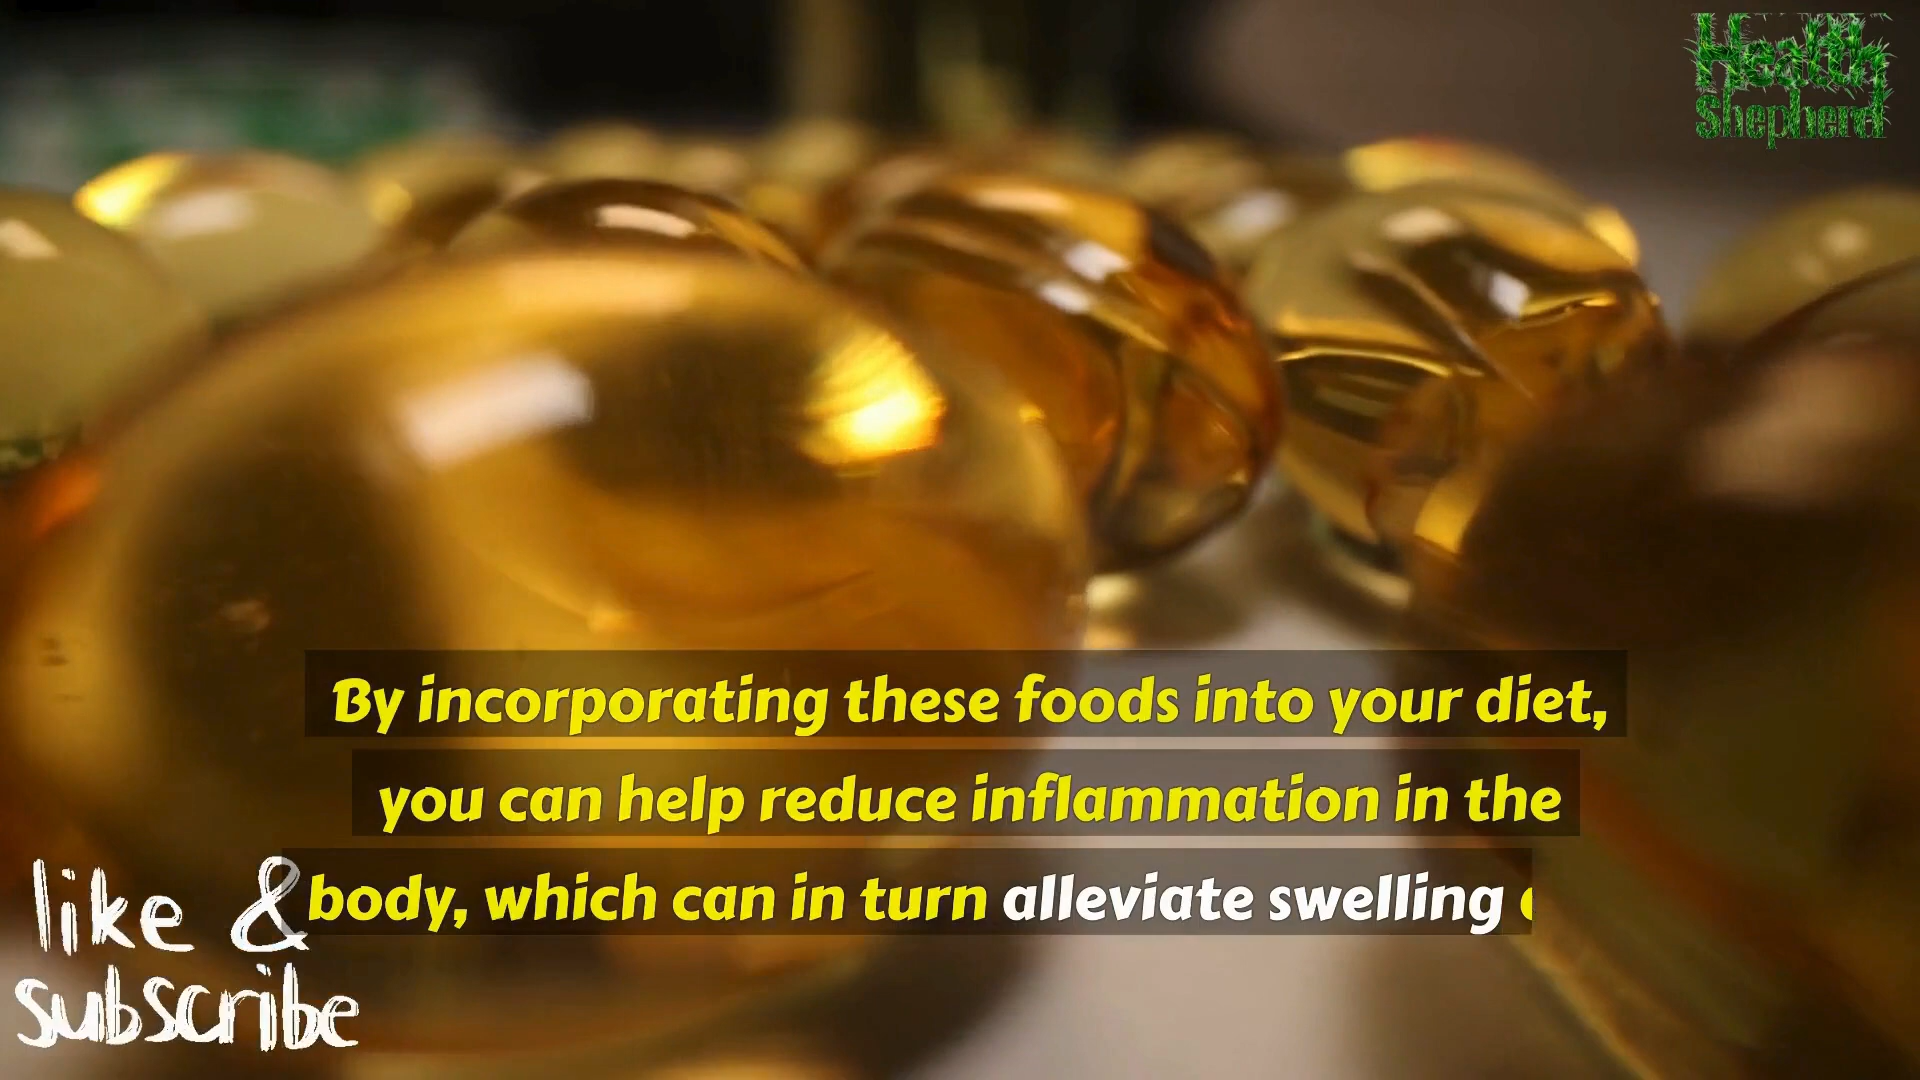 Health
Shepherd
By incorporating these foods into your diet,
you can help reduce inflammation in the
body, which can in turn alleviate swelling
like &
subscribe